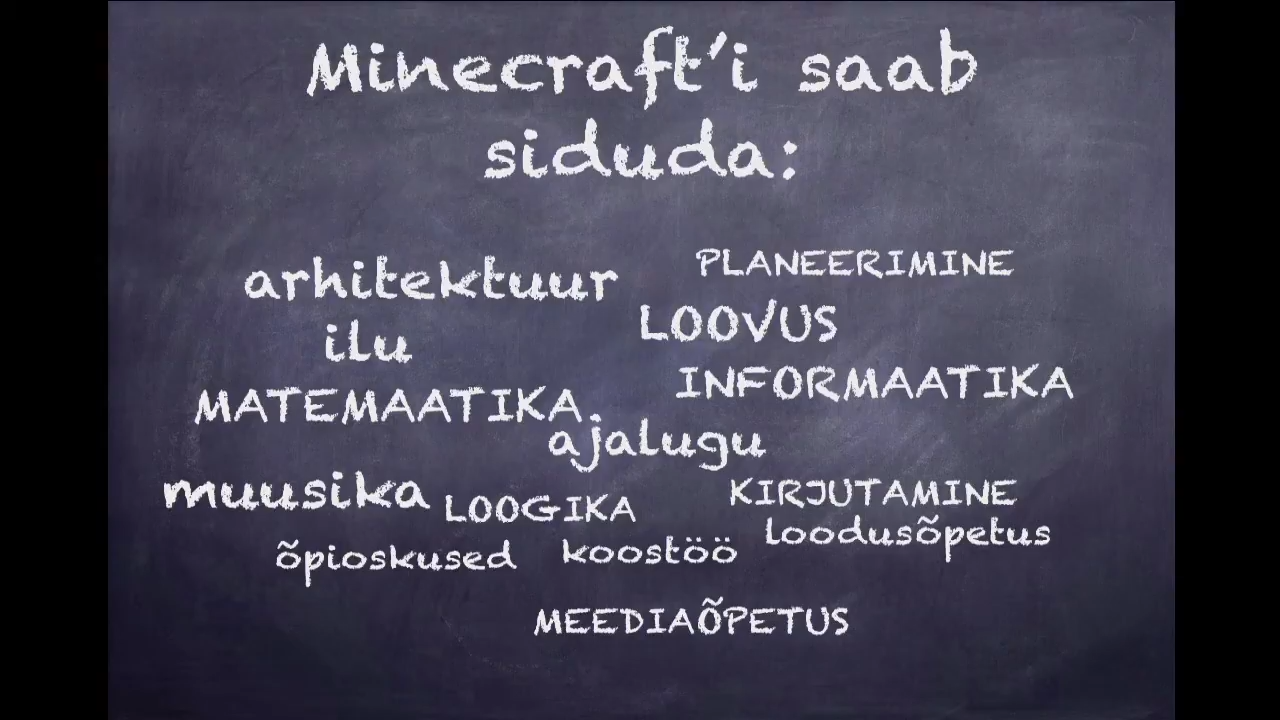 Minecraft'i saab
siduda:
arhitektuur
PLANEERIMINE
ilu
LOOVUS
MATEMAATIKA.
INFORMAATIKA
ajalugu
muusika
LOOGIKA
KIRJUTAMINE
õpioskused
koostöö
loodusõpetus
MEEDIAÕPETUS